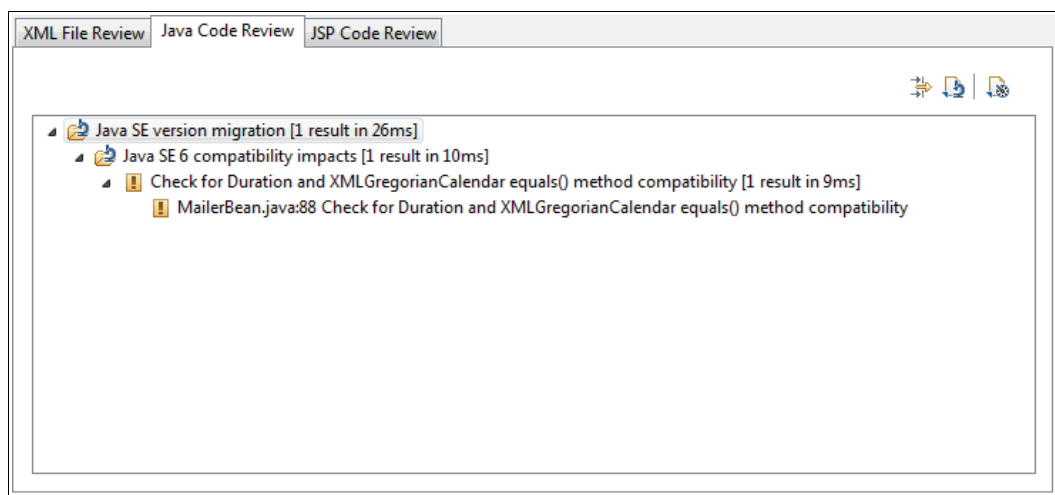 XML File Review Java Code Review JSP Code Review
Java SE version migration [1 result in 26ms]
Java SE 6 compatibility impacts [1 result in 10ms]
Check for Duration and XMLGregorianCalendar equals() method compatibility [1 result in 9ms]
MailerBean.java:88 Check for Duration and XMLGregorianCalendar equals() method compatibility